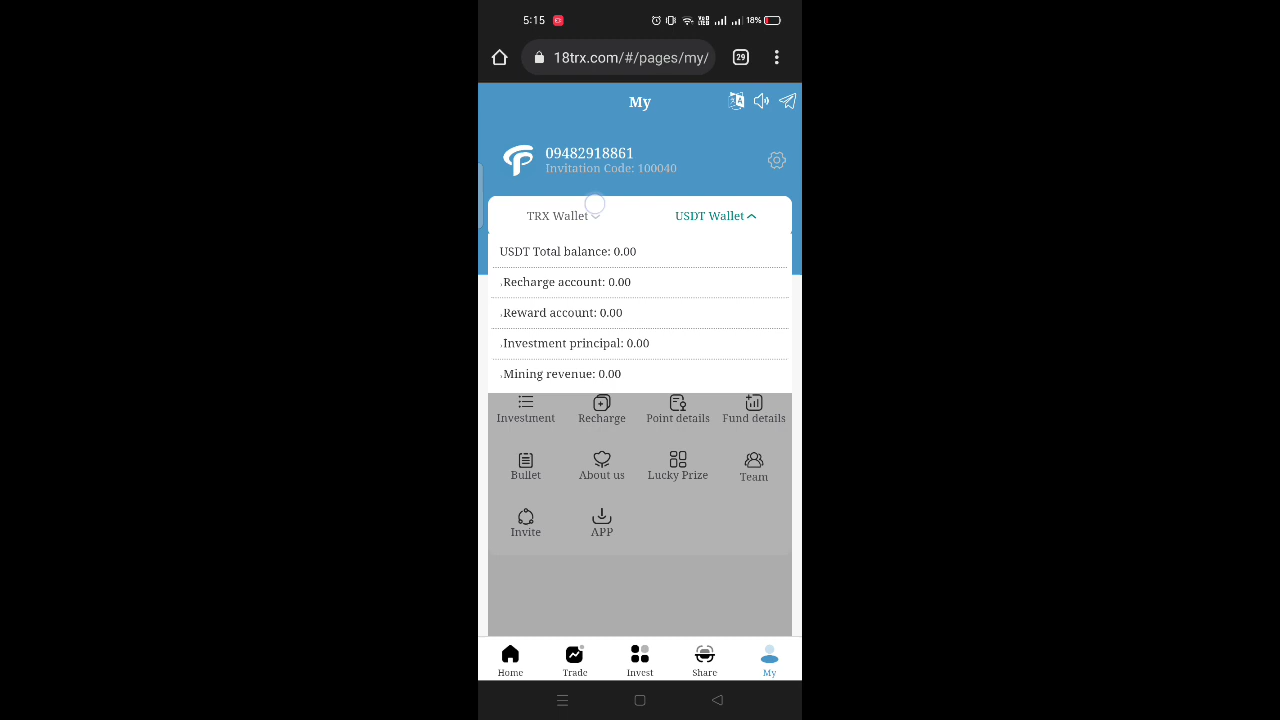 5:15
18%
18trx.com/#/pages/my/
29
My
09482918861
Invitation Code: 100040
TRX Wallet
USDT Wallet
USDT Total balance: 0.00
Recharge account: 0.00
Reward account: 0.00
Investment principal: 0.00
Mining revenue: 0.00
Investment Recharge Point details Fund details
Bullet About us Lucky Prize Team
Invite APP
Home Trade Invest Share My